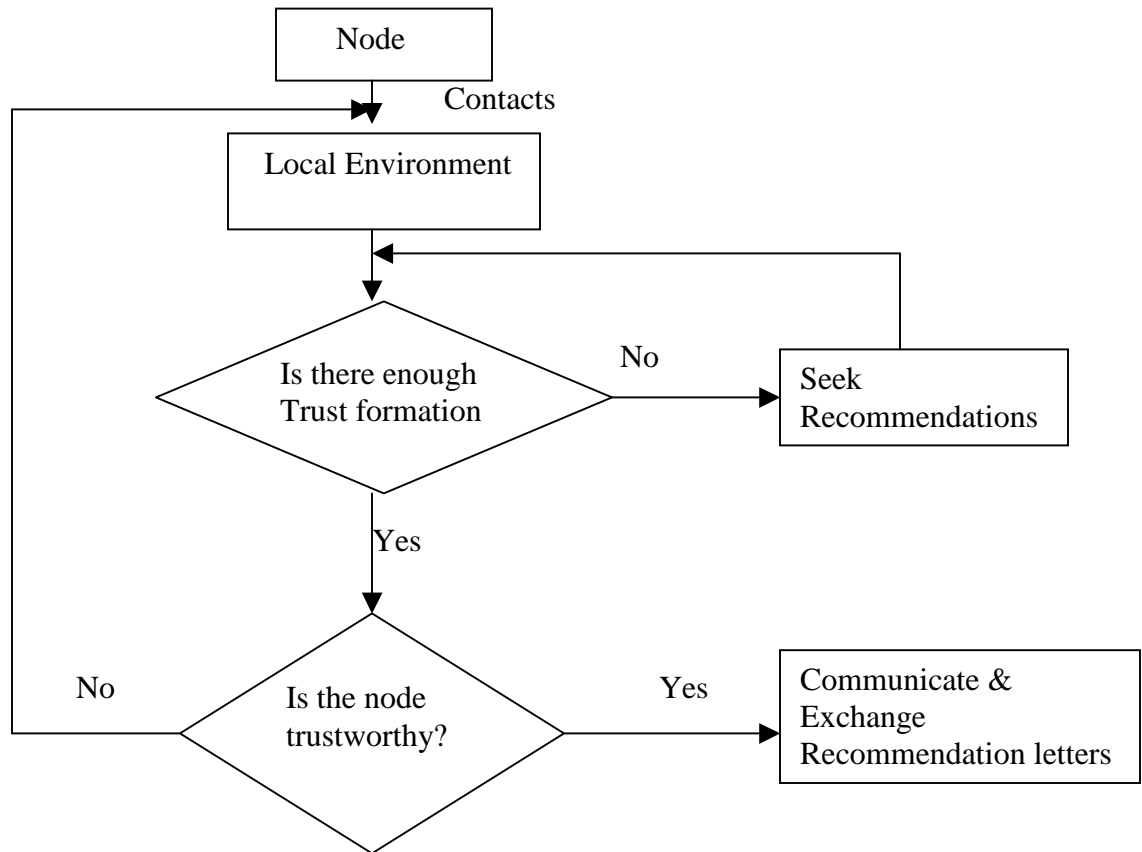 Node
Contacts
Local Environment
Is there enough
Trust formation
No
Seek
Recommendations
Yes
No
Is the node
trustworthy?
Yes
Communicate &
Exchange
Recommendation letters